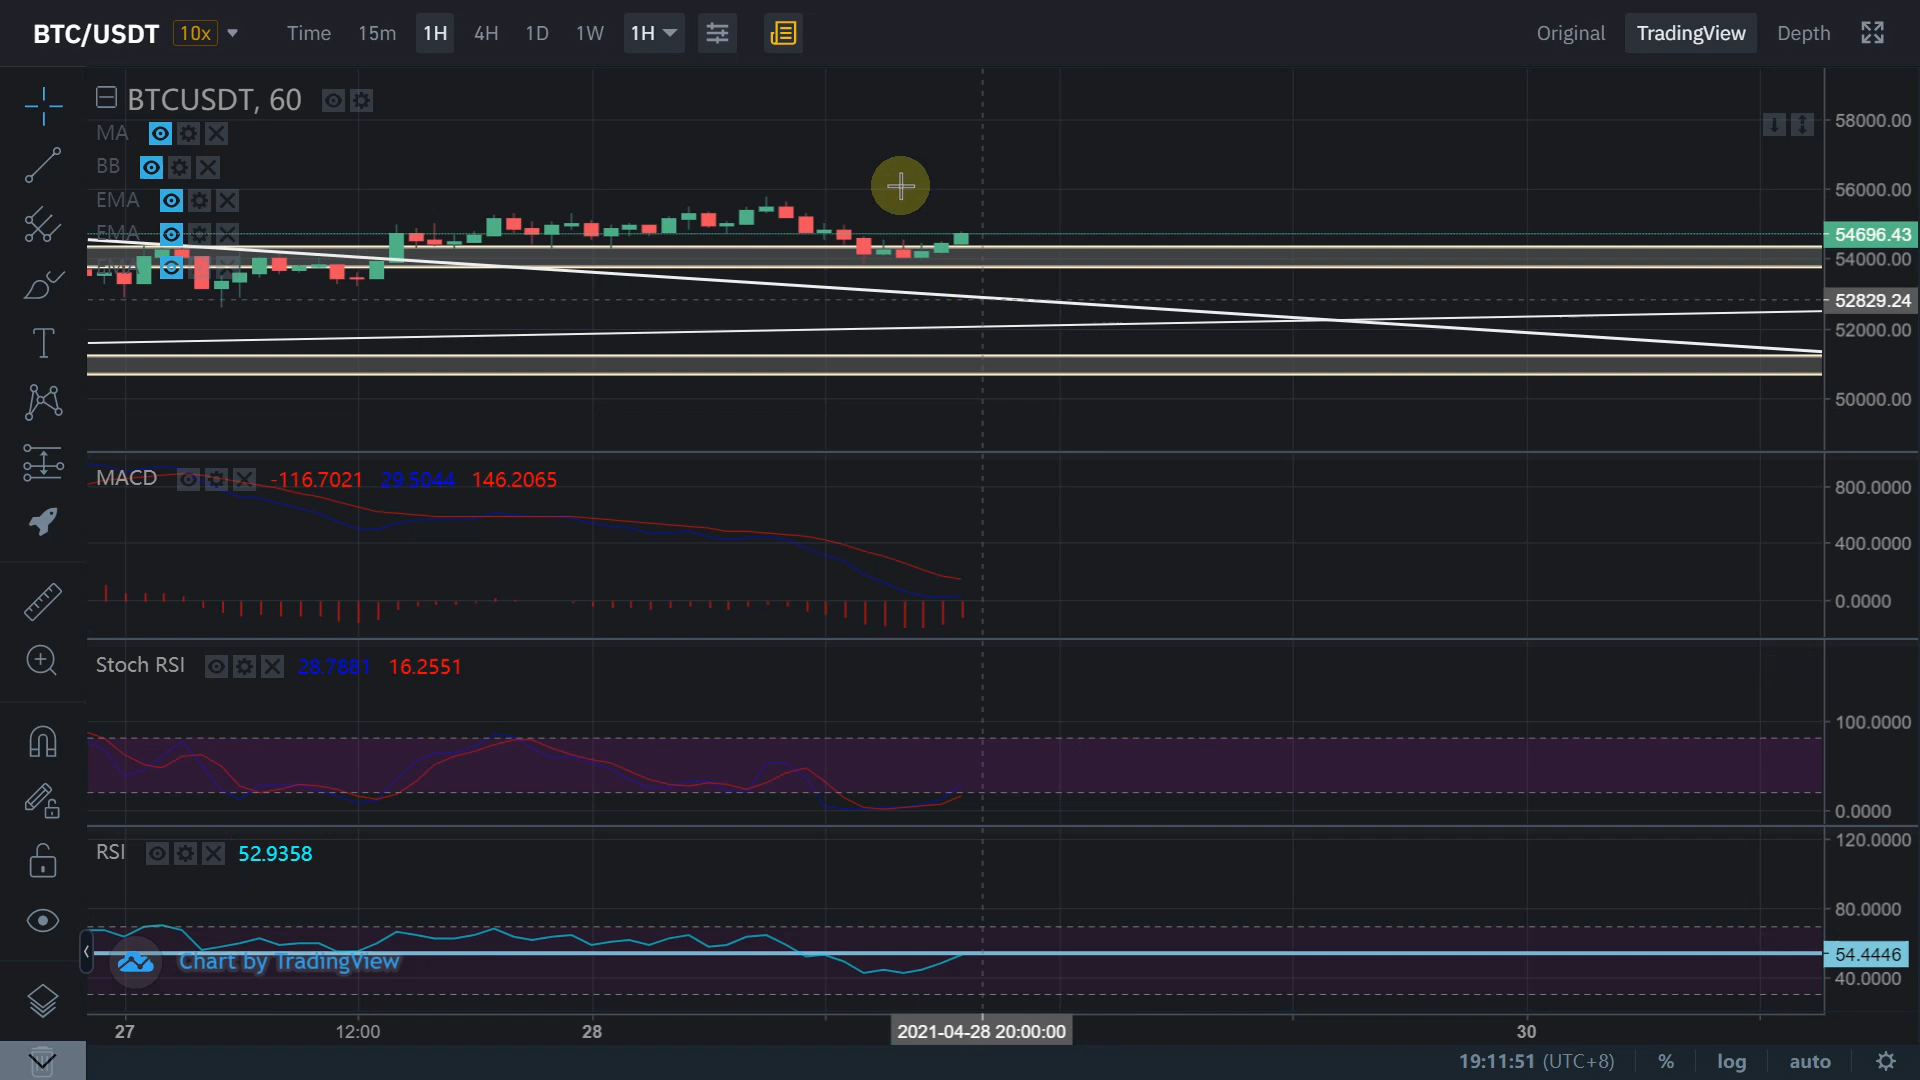 BTC/USDT 10x Time 15m 1H 4H 1D 1W 1H Original TradingView Depth
BTCUSDT, 60
MA
BB
EMA
EMA
EMA
58000.00
56000.00
54696.43
54000.00
52829.24
52000.00
50000.00
MACD -116.7021 29.5044 146.2065
800.0000
400.0000
0.0000
Stoch RSI 28.7881 16.2551
100.0000
0.0000
RSI 52.9358
120.0000
80.0000
54.4446
40.0000
Chart by TradingView
27 12:00 28 2021-04-28 20:00:00 30
19:11:51 (UTC+8) % log auto